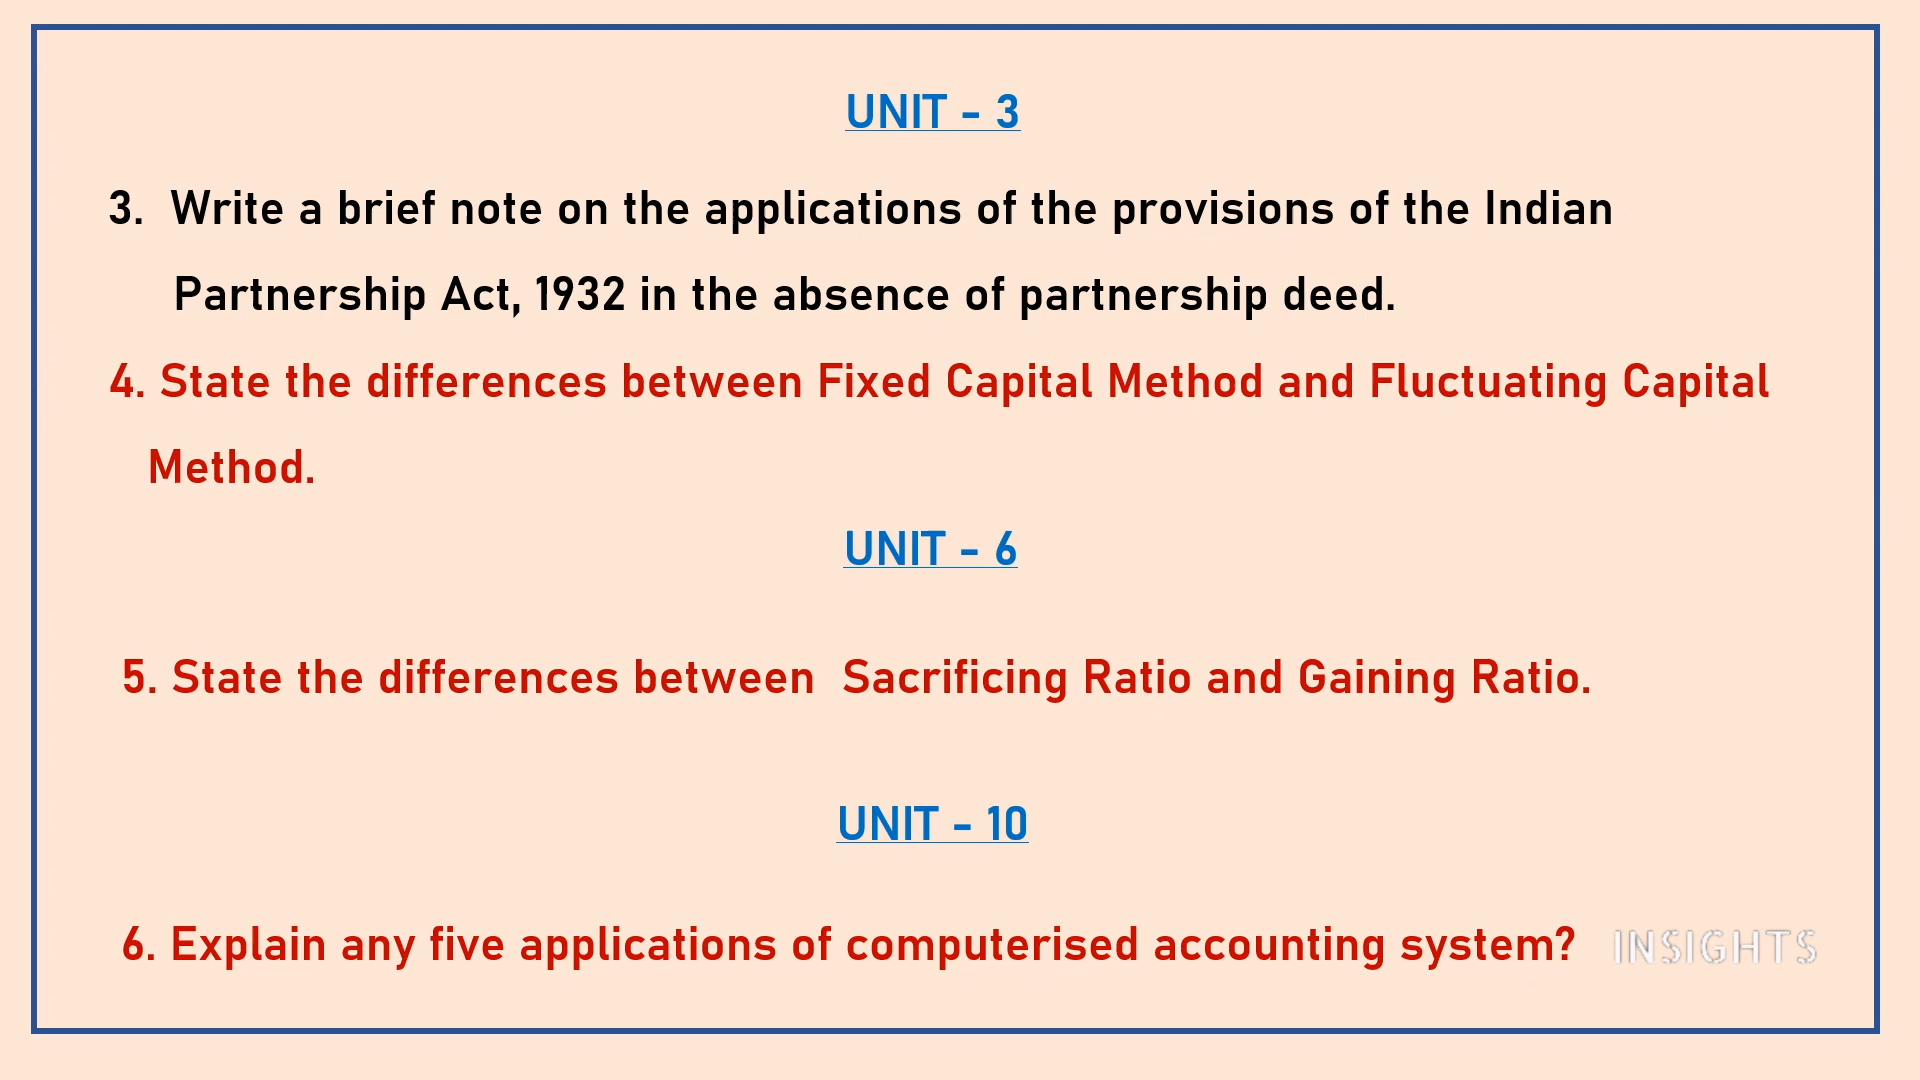 UNIT - 3
3. Write a brief note on the applications of the provisions of the Indian
Partnership Act, 1932 in the absence of partnership deed.
4. State the differences between Fixed Capital Method and Fluctuating Capital
Method.
UNIT - 6
5. State the differences between Sacrificing Ratio and Gaining Ratio.
UNIT - 10
6. Explain any five applications of computerised accounting system?
INSIGHTS